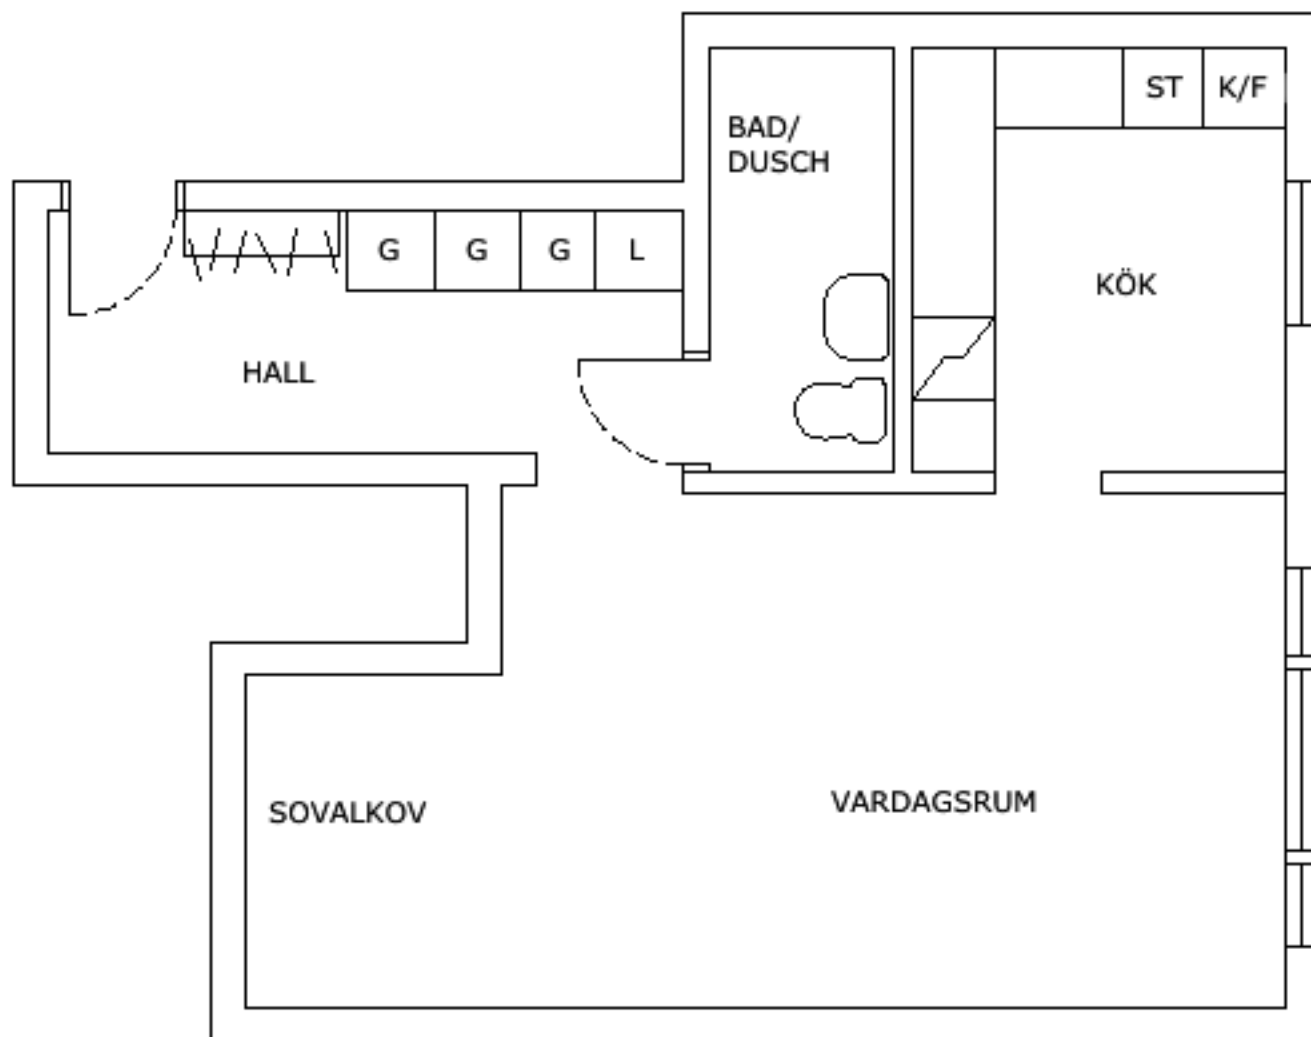 ST K/F
BAD/
DUSCH
G G G L
KÖK
HALL
SOVALKOV
VARDAGSRUM